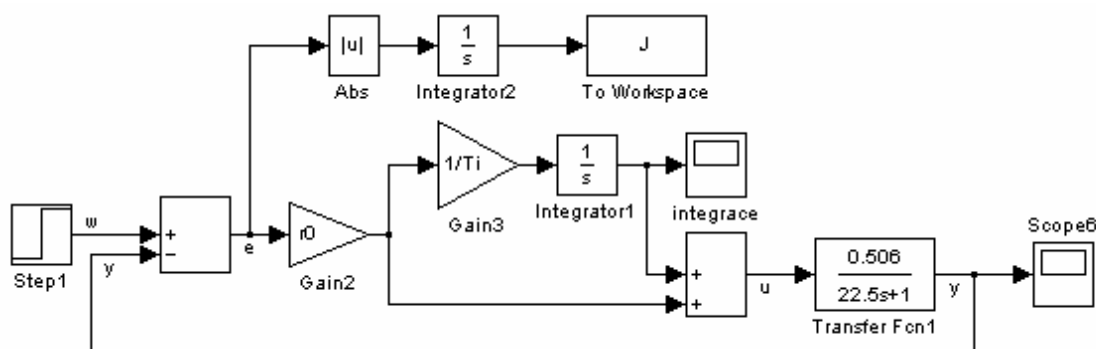 |u|
1
s
J
Abs
Integrator2
To Workspace
1/Ti
1
s
Gain3
Integrator1
integrace
w
+
−
y
e
Step1
r0
Gain2
+
+
u
0.506
22.5s+1
Transfer Fcn1
y
Scope6